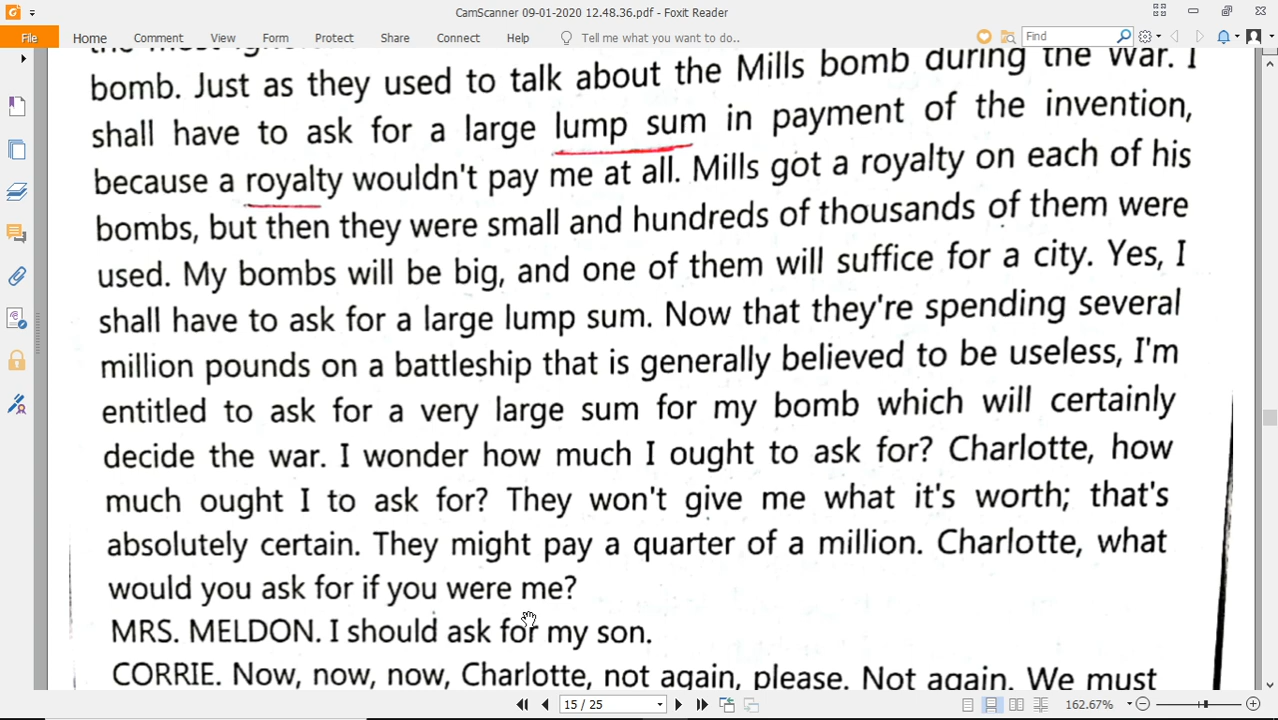 CamScanner 09-01-2020 12.48.36.pdf - Foxit Reader
File Home Comment View Form Protect Share Connect Help Tell me what you want to do.. Find
bomb. Just as they used to talk about the Mills bomb during the War. I
shall have to ask for a large lump sum in payment of the invention,
because a royalty wouldn't pay me at all. Mills got a royalty on each of his
bombs, but then they were small and hundreds of thousands of them were
used. My bombs will be big, and one of them will suffice for a city. Yes, I
shall have to ask for a large lump sum. Now that they're spending several
million pounds on a battleship that is generally believed to be useless, I'm
entitled to ask for a very large sum for my bomb which will certainly
decide the war. I wonder how much I ought to ask for? Charlotte, how
much ought I to ask for? They won't give me what it's worth; that's
absolutely certain. They might pay a quarter of a million. Charlotte, what
would you ask for if you were me?
MRS. MELDON. I should ask for my son.
CORRIE. Now, now, now, Charlotte, not again, please. Not again. We must
15 / 25 162.67%